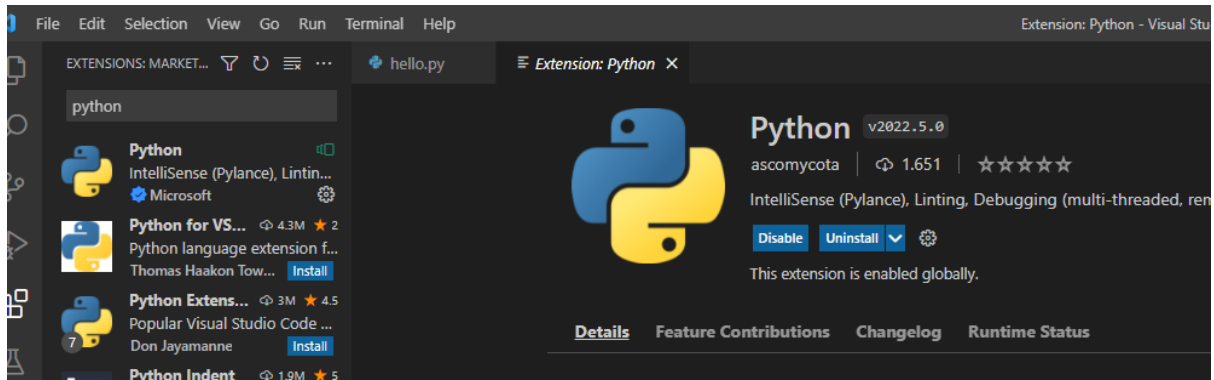 File Edit Selection View Go Run Terminal Help Extension: Python - Visual Stu
EXTENSIONS: MARKET... hello.py Extension: Python
python
Python
IntelliSense (Pylance), Lintin...
Microsoft
Python for VS... 4.3M 2
Python language extension f...
Thomas Haakon Tow... Install
Python Extens... 3M 4.5
Popular Visual Studio Code ...
7 Don Jayamanne Install
Python Indent 1.9M 5
Python v2022.5.0
ascomycota 1.651
IntelliSense (Pylance), Linting, Debugging (multi-threaded, rem
Disable Uninstall
This extension is enabled globally.
Details Feature Contributions Changelog Runtime Status